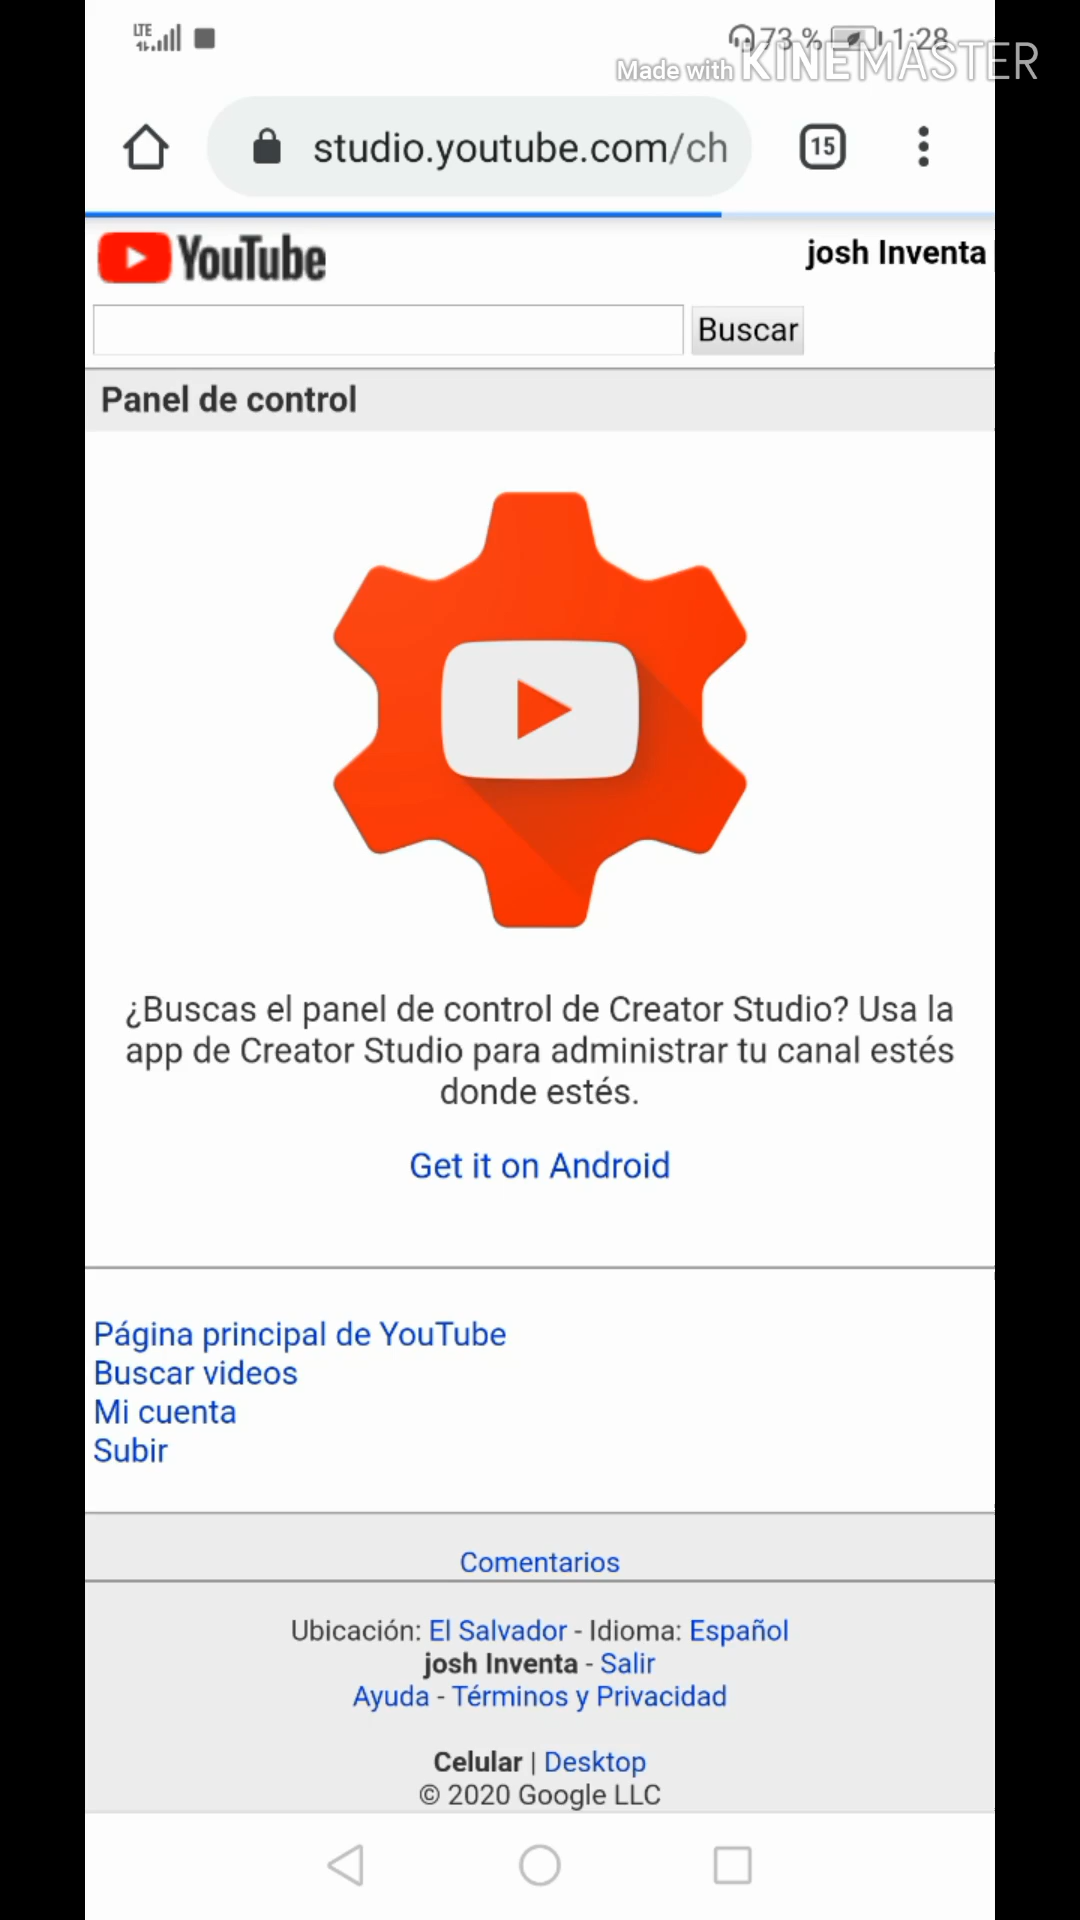 LTE
73 % 1:28
Made with KINEMASTER
studio.youtube.com/ch
15
YouTube
josh Inventa
Buscar
Panel de control
¿Buscas el panel de control de Creator Studio? Usa la
app de Creator Studio para administrar tu canal estés
donde estés.
Get it on Android
Página principal de YouTube
Buscar videos
Mi cuenta
Subir
Comentarios
Ubicación: El Salvador - Idioma: Español
josh Inventa - Salir
Ayuda - Términos y Privacidad
Celular | Desktop
© 2020 Google LLC